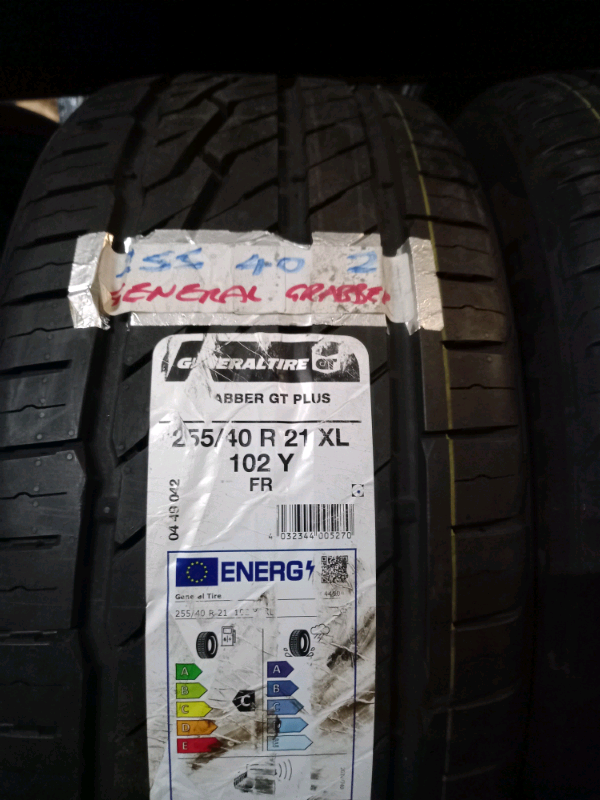 255 40 2
GENERAL GRABBER
GENERALTIRE G
ABBER GT PLUS
255/40 R 21 XL
102 Y
FR
04 49 042
4 032344 005270
ENERG
General Tire
255/40 R 21 102 Y
A
A
B
B
C
C
C
D
E